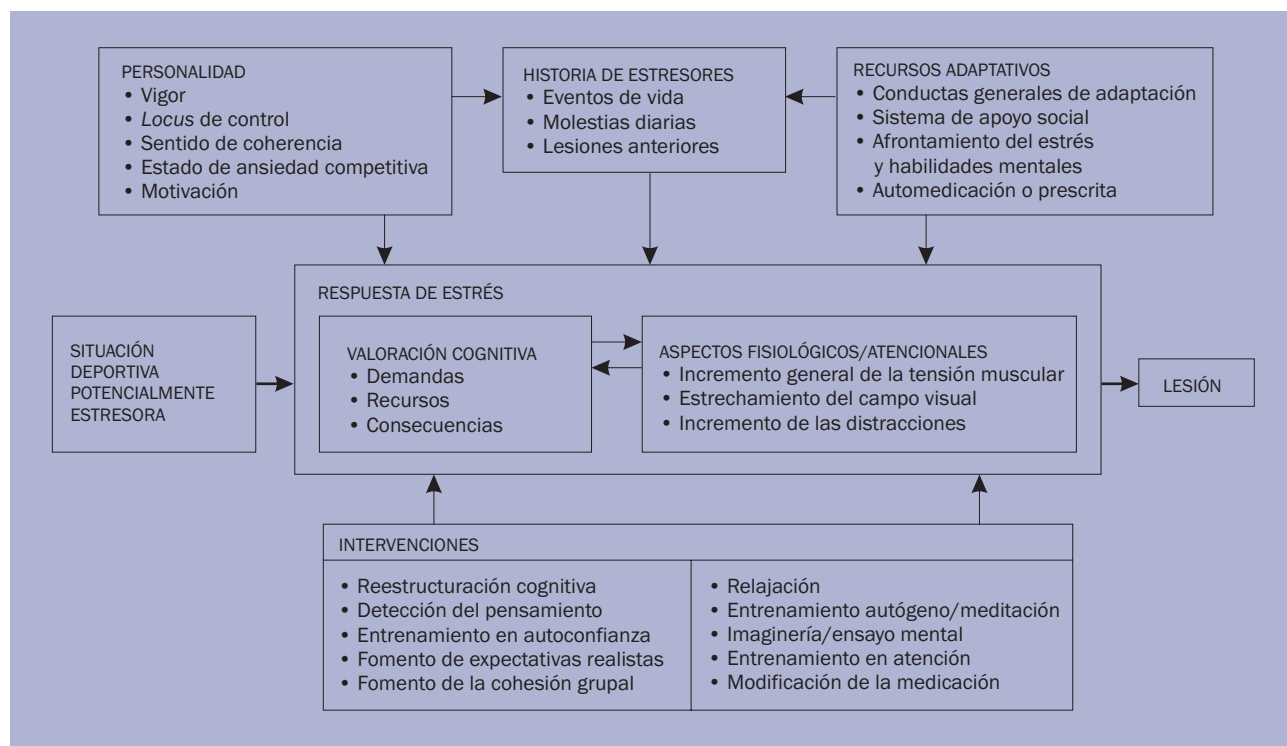 PERSONALIDAD
• Vigor
• Locus de control
• Sentido de coherencia
• Estado de ansiedad competitiva
• Motivación
HISTORIA DE ESTRESORES
• Eventos de vida
• Molestias diarias
• Lesiones anteriores
RECURSOS ADAPTATIVOS
• Conductas generales de adaptación
• Sistema de apoyo social
• Afrontamiento del estrés
y habilidades mentales
• Automedicación o prescrita
SITUACIÓN
DEPORTIVA
POTENCIALMENTE
ESTRESORA
RESPUESTA DE ESTRÉS
VALORACIÓN COGNITIVA
• Demandas
• Recursos
• Consecuencias
ASPECTOS FISIOLÓGICOS/ATENCIONALES
• Incremento general de la tensión muscular
• Estrechamiento del campo visual
• Incremento de las distracciones
LESIÓN
INTERVENCIONES
• Reestructuración cognitiva
• Detección del pensamiento
• Entrenamiento en autoconfianza
• Fomento de expectativas realistas
• Fomento de la cohesión grupal
• Relajación
• Entrenamiento autógeno/meditación
• Imaginería/ensayo mental
• Entrenamiento en atención
• Modificación de la medicación